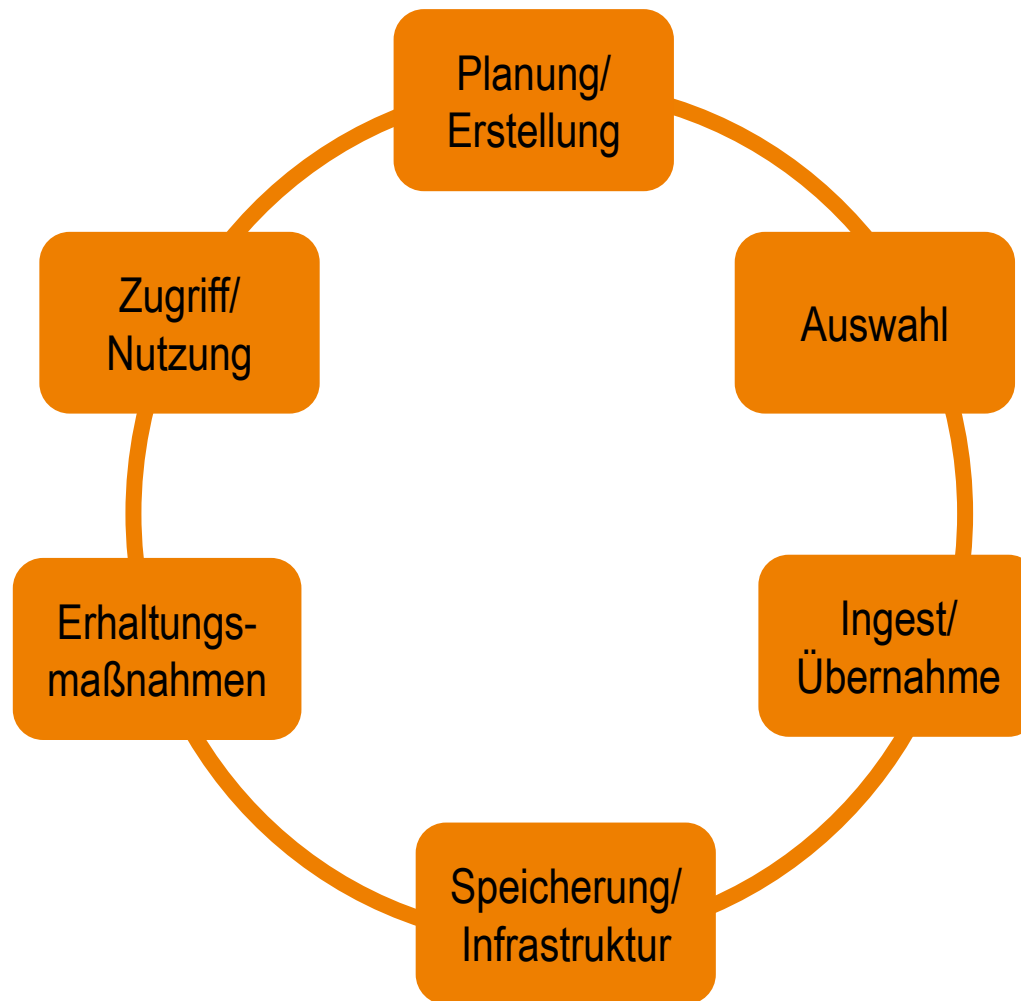 Planung/
Erstellung
Auswahl
Ingest/
Übernahme
Speicherung/
Infrastruktur
Erhaltungs-
maßnahmen
Zugriff/
Nutzung